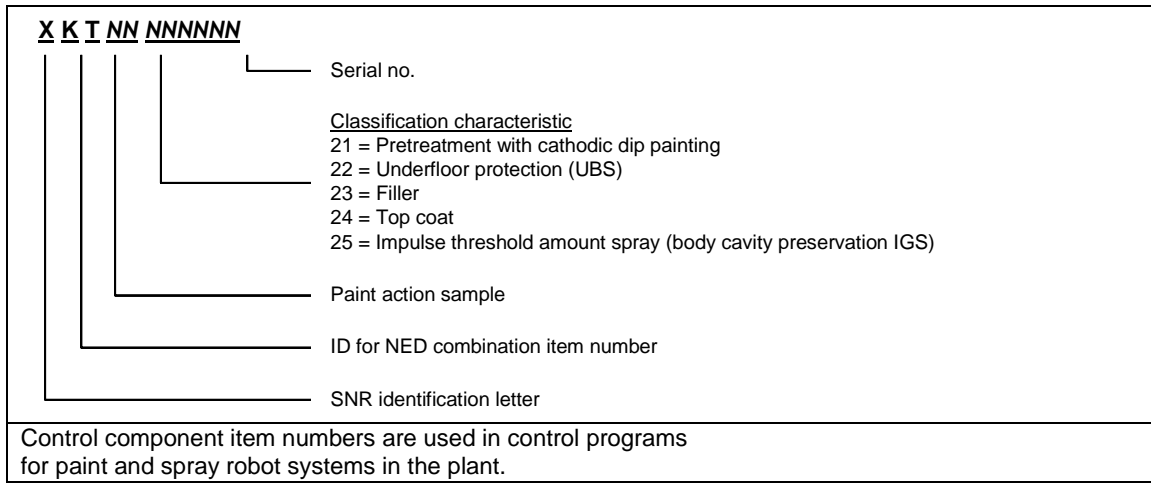 X K T NN NNNNNN
Serial no.
Classification characteristic
21 = Pretreatment with cathodic dip painting
22 = Underfloor protection (UBS)
23 = Filler
24 = Top coat
25 = Impulse threshold amount spray (body cavity preservation IGS)
Paint action sample
ID for NED combination item number
SNR identification letter
Control component item numbers are used in control programs
for paint and spray robot systems in the plant.